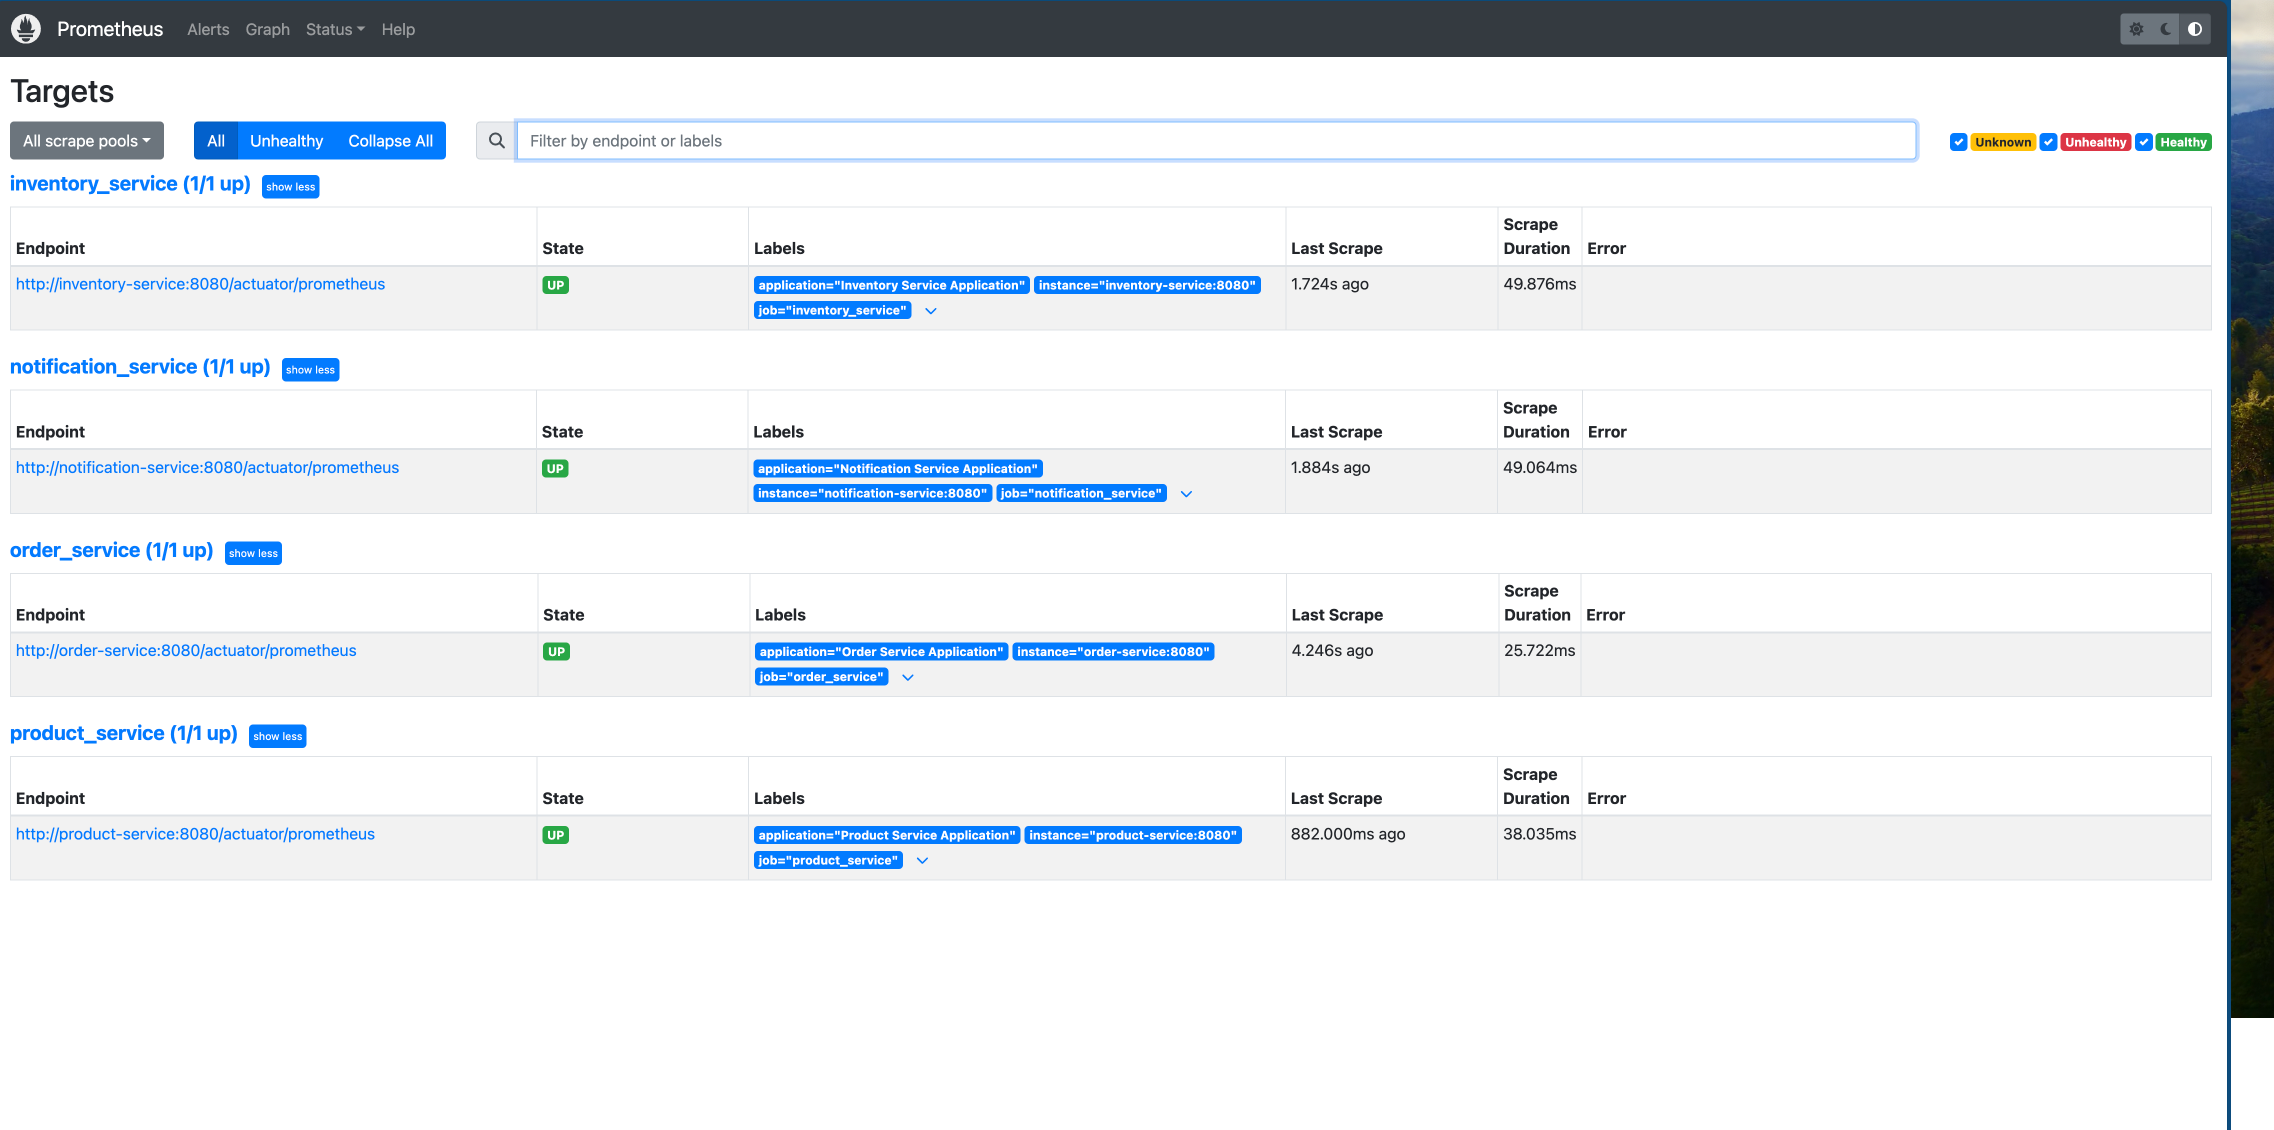 Prometheus Alerts Graph Status Help
Targets
All scrape pools All Unhealthy Collapse All Filter by endpoint or labels Unknown Unhealthy Healthy
inventory_service (1/1 up) show less
Endpoint State Labels Last Scrape Scrape Duration Error
http://inventory-service:8080/actuator/prometheus UP application="Inventory Service Application" instance="inventory-service:8080" 1.724s ago 49.876ms
job="inventory_service"
notification_service (1/1 up) show less
Endpoint State Labels Last Scrape Scrape Duration Error
http://notification-service:8080/actuator/prometheus UP application="Notification Service Application" 1.884s ago 49.064ms
instance="notification-service:8080" job="notification_service"
order_service (1/1 up) show less
Endpoint State Labels Last Scrape Scrape Duration Error
http://order-service:8080/actuator/prometheus UP application="Order Service Application" instance="order-service:8080" 4.246s ago 25.722ms
job="order_service"
product_service (1/1 up) show less
Endpoint State Labels Last Scrape Scrape Duration Error
http://product-service:8080/actuator/prometheus UP application="Product Service Application" instance="product-service:8080" 882.000ms ago 38.035ms
job="product_service"